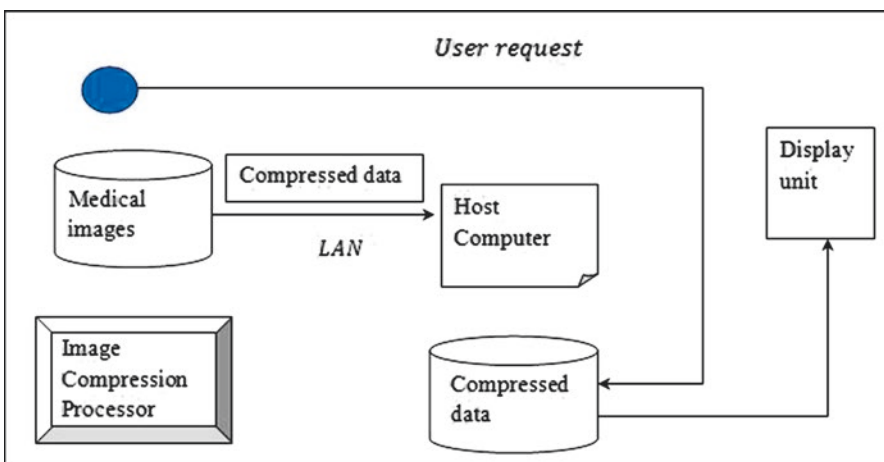 User request
Compressed data
Medical
images
LAN
Host
Computer
Display
unit
Image
Compression
Processor
Compressed
data